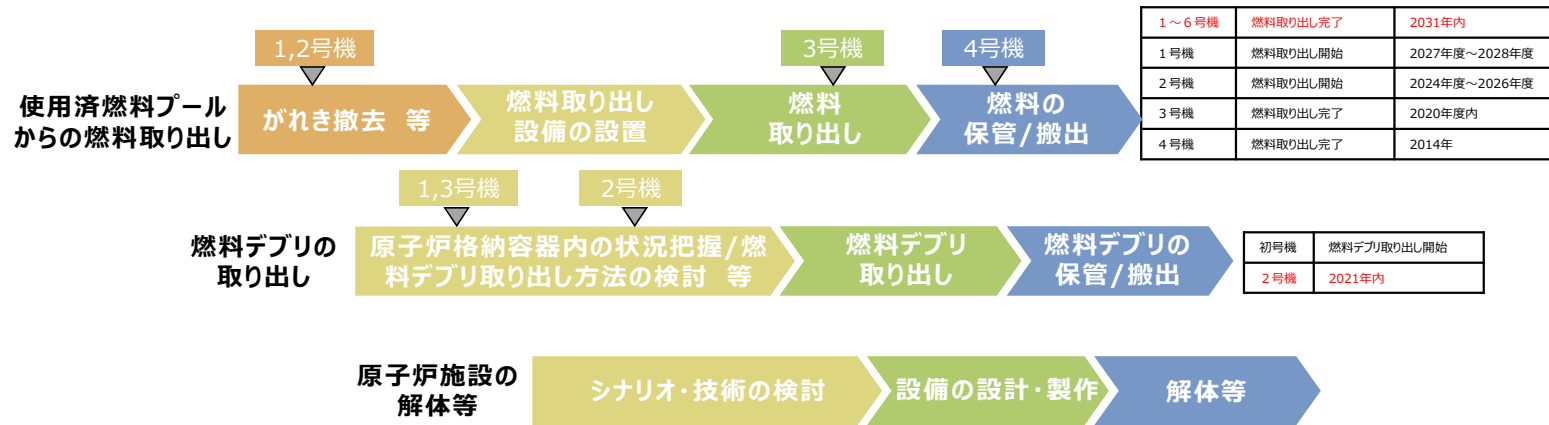 1,2号機
3号機
4号機
使用済燃料プール
からの燃料取り出し
がれき撤去 等
燃料取り出し
設備の設置
燃料
取り出し
燃料の
保管/搬出
1～6号機 燃料取り出し完了 2031年内
1号機 燃料取り出し開始 2027年度～2028年度
2号機 燃料取り出し開始 2024年度～2026年度
3号機 燃料取り出し完了 2020年度内
4号機 燃料取り出し完了 2014年
1,3号機
2号機
燃料デブリの
取り出し
原子炉格納容器内の状況把握/燃
料デブリ取り出し方法の検討 等
燃料デブリ
取り出し
燃料デブリの
保管/搬出
初号機 燃料デブリ取り出し開始
2号機 2021年内
原子炉施設の
解体等
シナリオ・技術の検討
設備の設計・製作
解体等